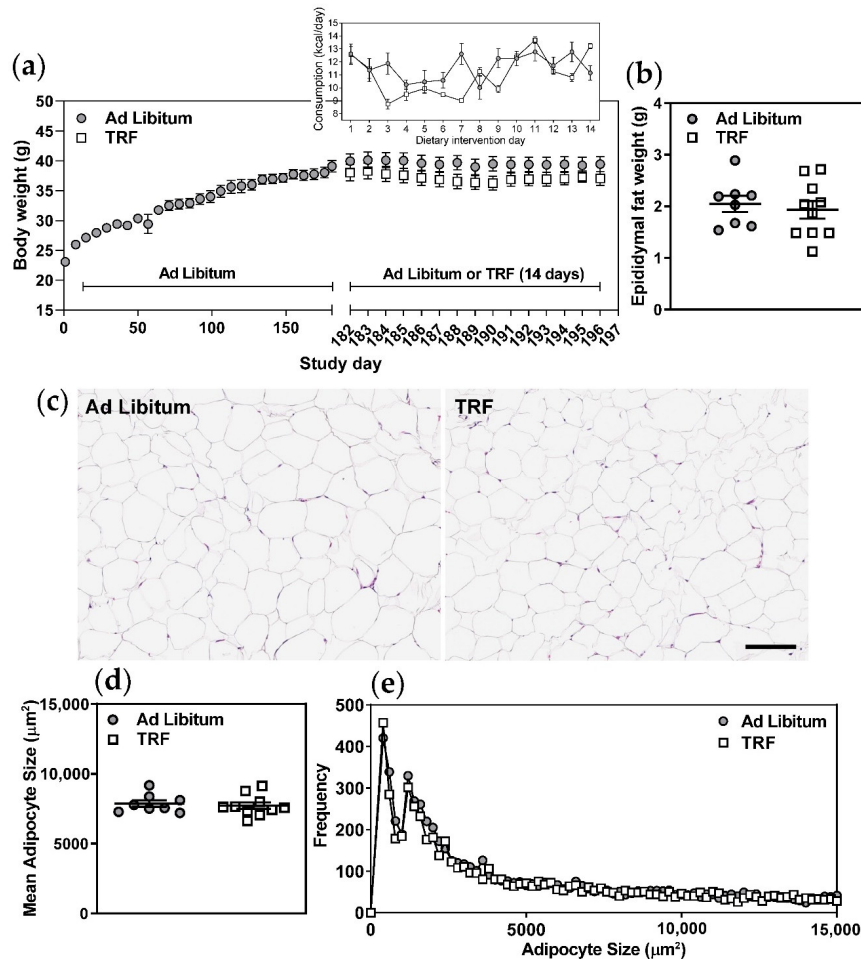 (a)
Consumption (kcal/day)
15
14
13
12
11
10
9
8
1 2 3 4 5 6 7 8 9 10 11 12 13 14
Dietary intervention day
Ad Libitum
TRF
Body weight (g)
50
45
40
35
30
25
20
15
Ad Libitum
Ad Libitum or TRF (14 days)
0 50 100 150
182 183 184 185 186 187 188 189 190 191 192 193 194 195 196 197
Study day
(b)
Ad Libitum
TRF
Epididymal fat weight (g)
4
3
2
1
0
(c)
Ad Libitum
TRF
(d)
Ad Libitum
TRF
Mean Adipocyte Size (μm²)
15,000
10,000
5000
0
(e)
Ad Libitum
TRF
Frequency
500
400
300
200
100
0
0 5000 10,000 15,000
Adipocyte Size (μm²)